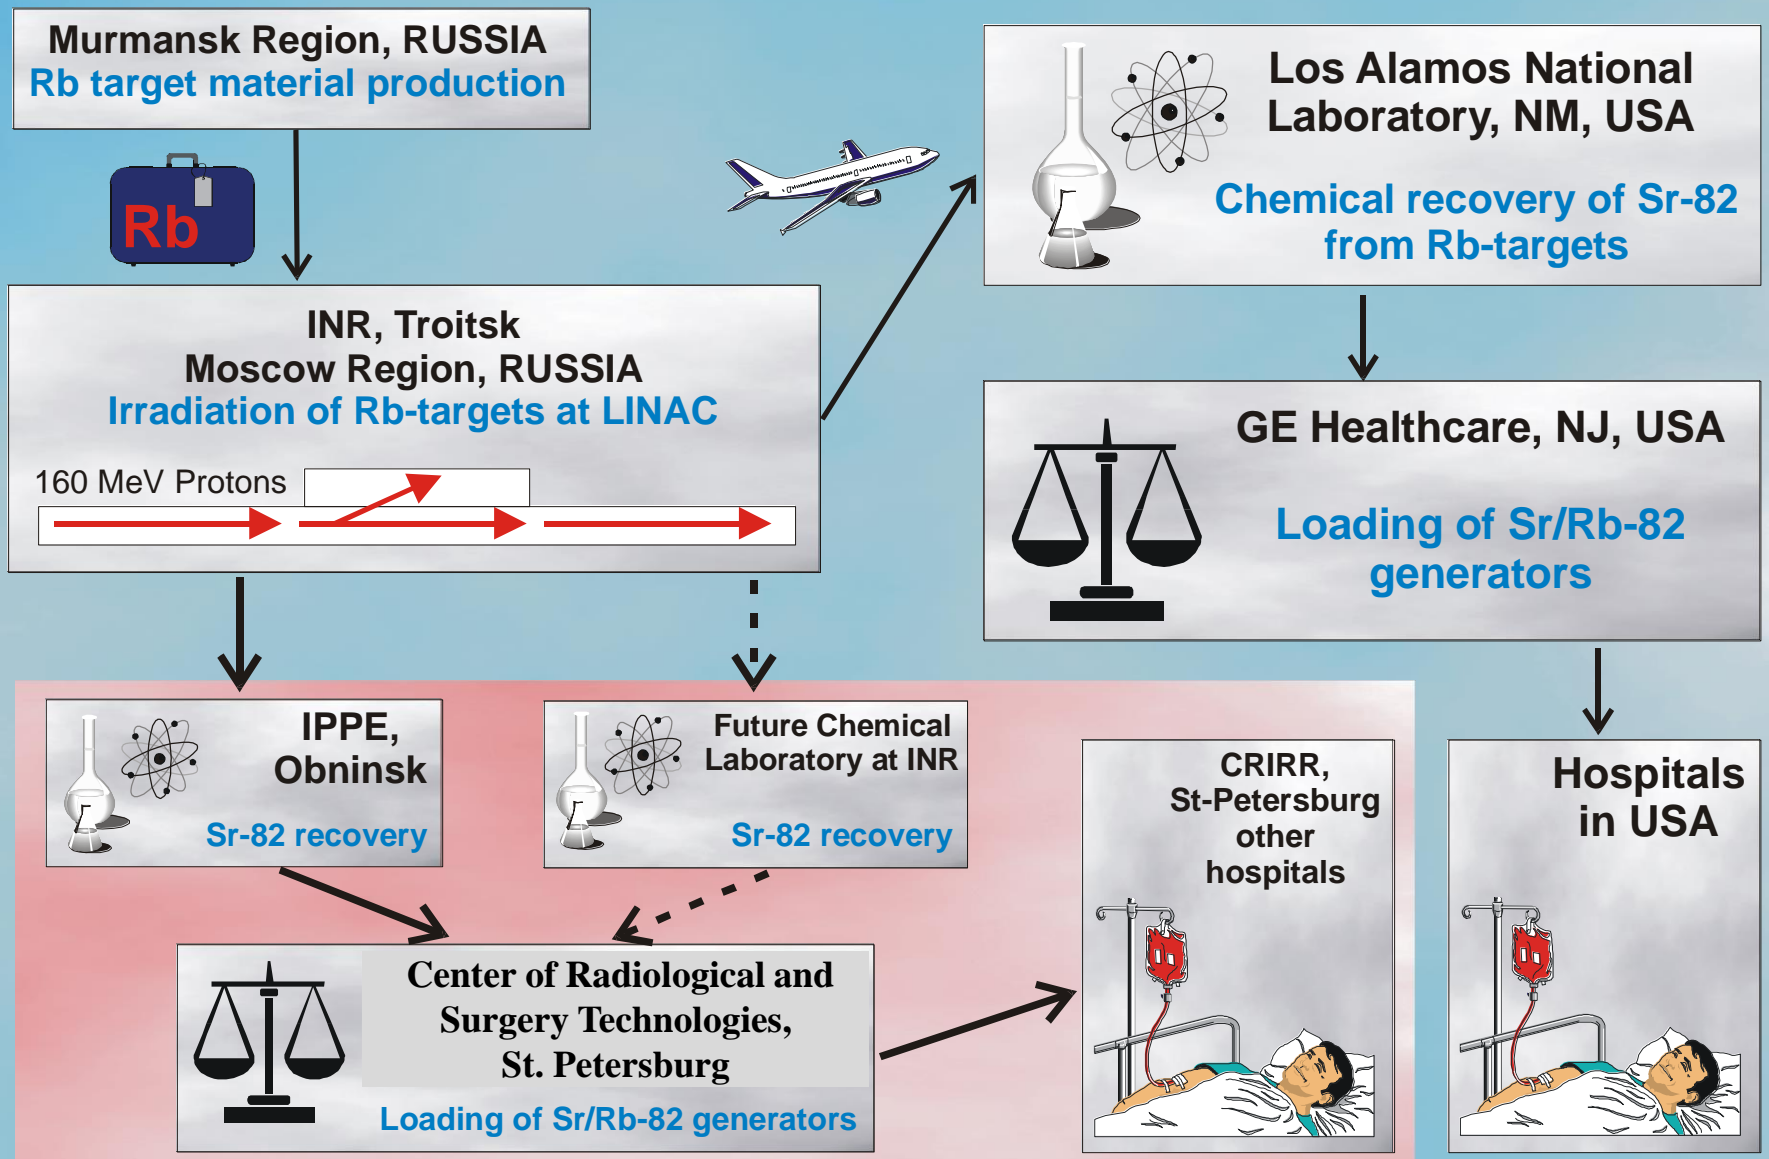 Murmansk Region, RUSSIA
Rb target material production
Rb
INR, Troitsk
Moscow Region, RUSSIA
Irradiation of Rb-targets at LINAC
160 MeV Protons
Los Alamos National
Laboratory, NM, USA
Chemical recovery of Sr-82
from Rb-targets
GE Healthcare, NJ, USA
Loading of Sr/Rb-82
generators
IPPE,
Obninsk
Sr-82 recovery
Future Chemical
Laboratory at INR
Sr-82 recovery
Center of Radiological and
Surgery Technologies,
St. Petersburg
Loading of Sr/Rb-82 generators
CRIRR,
St-Petersburg
other
hospitals
Hospitals
in USA